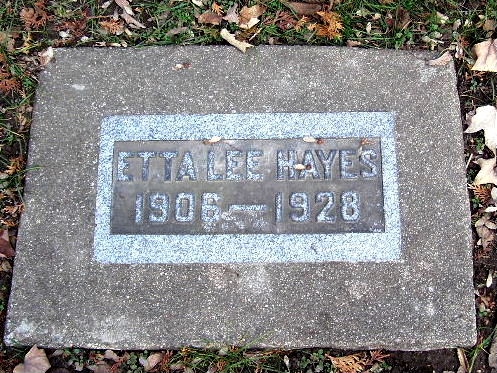 ETTA LEE HAYES
1906 — 1928